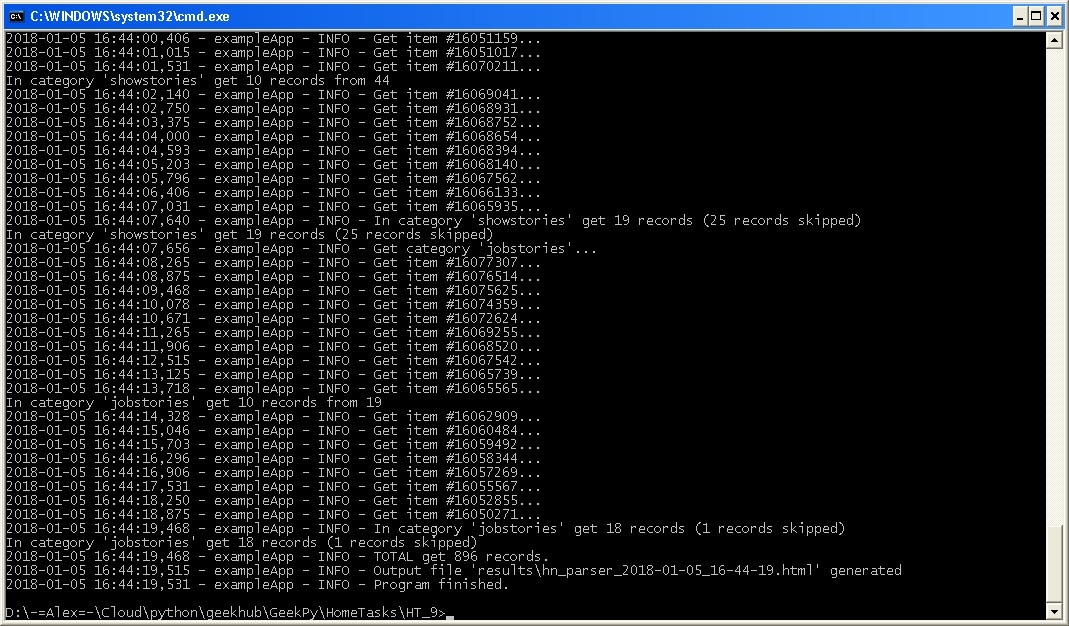 C:\WINDOWS\system32\cmd.exe
2018-01-05 16:44:00,406 - exampleApp - INFO - Get item #16051159...
2018-01-05 16:44:01,015 - exampleApp - INFO - Get item #16051017...
2018-01-05 16:44:01,531 - exampleApp - INFO - Get item #16070211...
In category 'showstories' get 10 records from 44
2018-01-05 16:44:02,140 - exampleApp - INFO - Get item #16069041...
2018-01-05 16:44:02,750 - exampleApp - INFO - Get item #16068931...
2018-01-05 16:44:03,375 - exampleApp - INFO - Get item #16068752...
2018-01-05 16:44:04,000 - exampleApp - INFO - Get item #16068654...
2018-01-05 16:44:04,593 - exampleApp - INFO - Get item #16068394...
2018-01-05 16:44:05,203 - exampleApp - INFO - Get item #16068140...
2018-01-05 16:44:05,796 - exampleApp - INFO - Get item #16067562...
2018-01-05 16:44:06,406 - exampleApp - INFO - Get item #16066133...
2018-01-05 16:44:07,031 - exampleApp - INFO - Get item #16065935...
2018-01-05 16:44:07,640 - exampleApp - INFO - In category 'showstories' get 19 records (25 records skipped)
In category 'showstories' get 19 records (25 records skipped)
2018-01-05 16:44:07,656 - exampleApp - INFO - Get category 'jobstories'...
2018-01-05 16:44:08,265 - exampleApp - INFO - Get item #16077307...
2018-01-05 16:44:08,875 - exampleApp - INFO - Get item #16076514...
2018-01-05 16:44:09,468 - exampleApp - INFO - Get item #16075625...
2018-01-05 16:44:10,078 - exampleApp - INFO - Get item #16074359...
2018-01-05 16:44:10,671 - exampleApp - INFO - Get item #16072624...
2018-01-05 16:44:11,265 - exampleApp - INFO - Get item #16069255...
2018-01-05 16:44:11,906 - exampleApp - INFO - Get item #16068520...
2018-01-05 16:44:12,515 - exampleApp - INFO - Get item #16067542...
2018-01-05 16:44:13,125 - exampleApp - INFO - Get item #16065739...
2018-01-05 16:44:13,718 - exampleApp - INFO - Get item #16065565...
In category 'jobstories' get 10 records from 19
2018-01-05 16:44:14,328 - exampleApp - INFO - Get item #16062909...
2018-01-05 16:44:15,046 - exampleApp - INFO - Get item #16060484...
2018-01-05 16:44:15,703 - exampleApp - INFO - Get item #16059492...
2018-01-05 16:44:16,296 - exampleApp - INFO - Get item #16058344...
2018-01-05 16:44:16,906 - exampleApp - INFO - Get item #16057269...
2018-01-05 16:44:17,531 - exampleApp - INFO - Get item #16055567...
2018-01-05 16:44:18,250 - exampleApp - INFO - Get item #16052855...
2018-01-05 16:44:18,875 - exampleApp - INFO - Get item #16050271...
2018-01-05 16:44:19,468 - exampleApp - INFO - In category 'jobstories' get 18 records (1 records skipped)
In category 'jobstories' get 18 records (1 records skipped)
2018-01-05 16:44:19,468 - exampleApp - INFO - TOTAL get 896 records.
2018-01-05 16:44:19,515 - exampleApp - INFO - Output file 'results\hn_parser_2018-01-05_16-44-19.html' generated
2018-01-05 16:44:19,531 - exampleApp - INFO - Program finished.
D:\-=Alex=-\Cloud\python\geekhub\GeekPy\HomeTasks\HT_9>